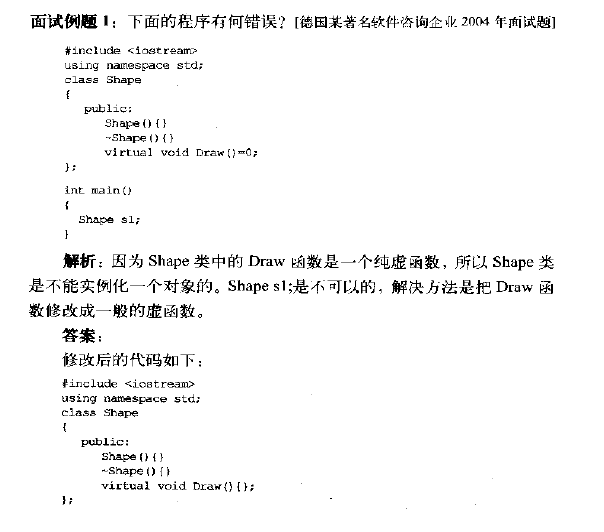 面试例题 1：下面的程序有何错误？[德国某著名软件咨询企业 2004 年面试题]
#include <iostream>
using namespace std;
class Shape
{
public:
Shape(){}
~Shape(){}
virtual void Draw()=0;
};
int main()
{
Shape s1;
}
解析：因为 Shape 类中的 Draw 函数是一个纯虚函数，所以 Shape 类
是不能实例化一个对象的。Shape s1;是不可以的，解决方法是把 Draw 函
数修改成一般的虚函数。
答案：
修改后的代码如下：
#include <iostream>
using namespace std;
class Shape
{
public:
Shape(){}
~Shape(){}
virtual void Draw(){};
};